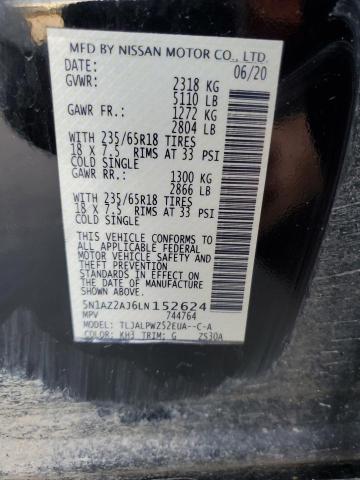 MFD BY NISSAN MOTOR CO., LTD.
DATE: 06/20
GVWR: 2318 KG
5110 LB
GAWR FR.: 1272 KG
2804 LB
WITH 235/65R18 TIRES
18 X 7.5 RIMS AT 33 PSI
COLD SINGLE
GAWR RR.: 1300 KG
2866 LB
WITH 235/65R18 TIRES
18 X 7.5 RIMS AT 33 PSI
COLD SINGLE
THIS VEHICLE CONFORMS TO
ALL APPLICABLE FEDERAL
MOTOR VEHICLE SAFETY
STANDARDS IN EFFECT ON
THE DATE OF MANUFACTURE
SHOWN ABOVE.
5N1AZ2AJ6LN152624
MPV 744764
MODEL: TLJALPWZ52EUA--C-A
COLOR: KH3 TRIM: G ZS30A